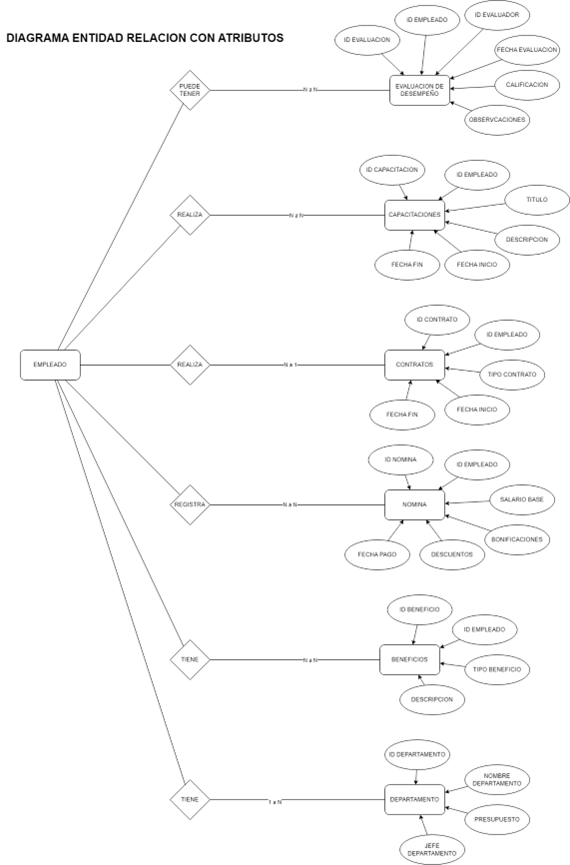 DIAGRAMA ENTIDAD RELACION CON ATRIBUTOS
ID EVALUACION
ID EMPLEADO
ID EVALUADOR
FECHA EVALUACION
CALIFICACION
OBSERVCACIONES
EVALUACION DE
DESEMPEÑO
N a N
PUEDE
TENER
ID CAPACITACION
ID EMPLEADO
TITULO
DESCRIPCION
FECHA INICIO
FECHA FIN
CAPACITACIONES
N a N
REALIZA
ID CONTRATO
ID EMPLEADO
TIPO CONTRATO
FECHA INICIO
FECHA FIN
CONTRATOS
N a 1
REALIZA
EMPLEADO
ID NOMINA
ID EMPLEADO
SALARIO BASE
BONIFICACIONES
DESCUENTOS
FECHA PAGO
NOMINA
N a N
REGISTRA
ID BENEFICIO
ID EMPLEADO
TIPO BENEFICIO
DESCRIPCION
BENEFICIOS
N a N
TIENE
ID DEPARTAMENTO
NOMBRE
DEPARTAMENTO
PRESUPUESTO
JEFE
DEPARTAMENTO
DEPARTAMENTO
1 a N
TIENE